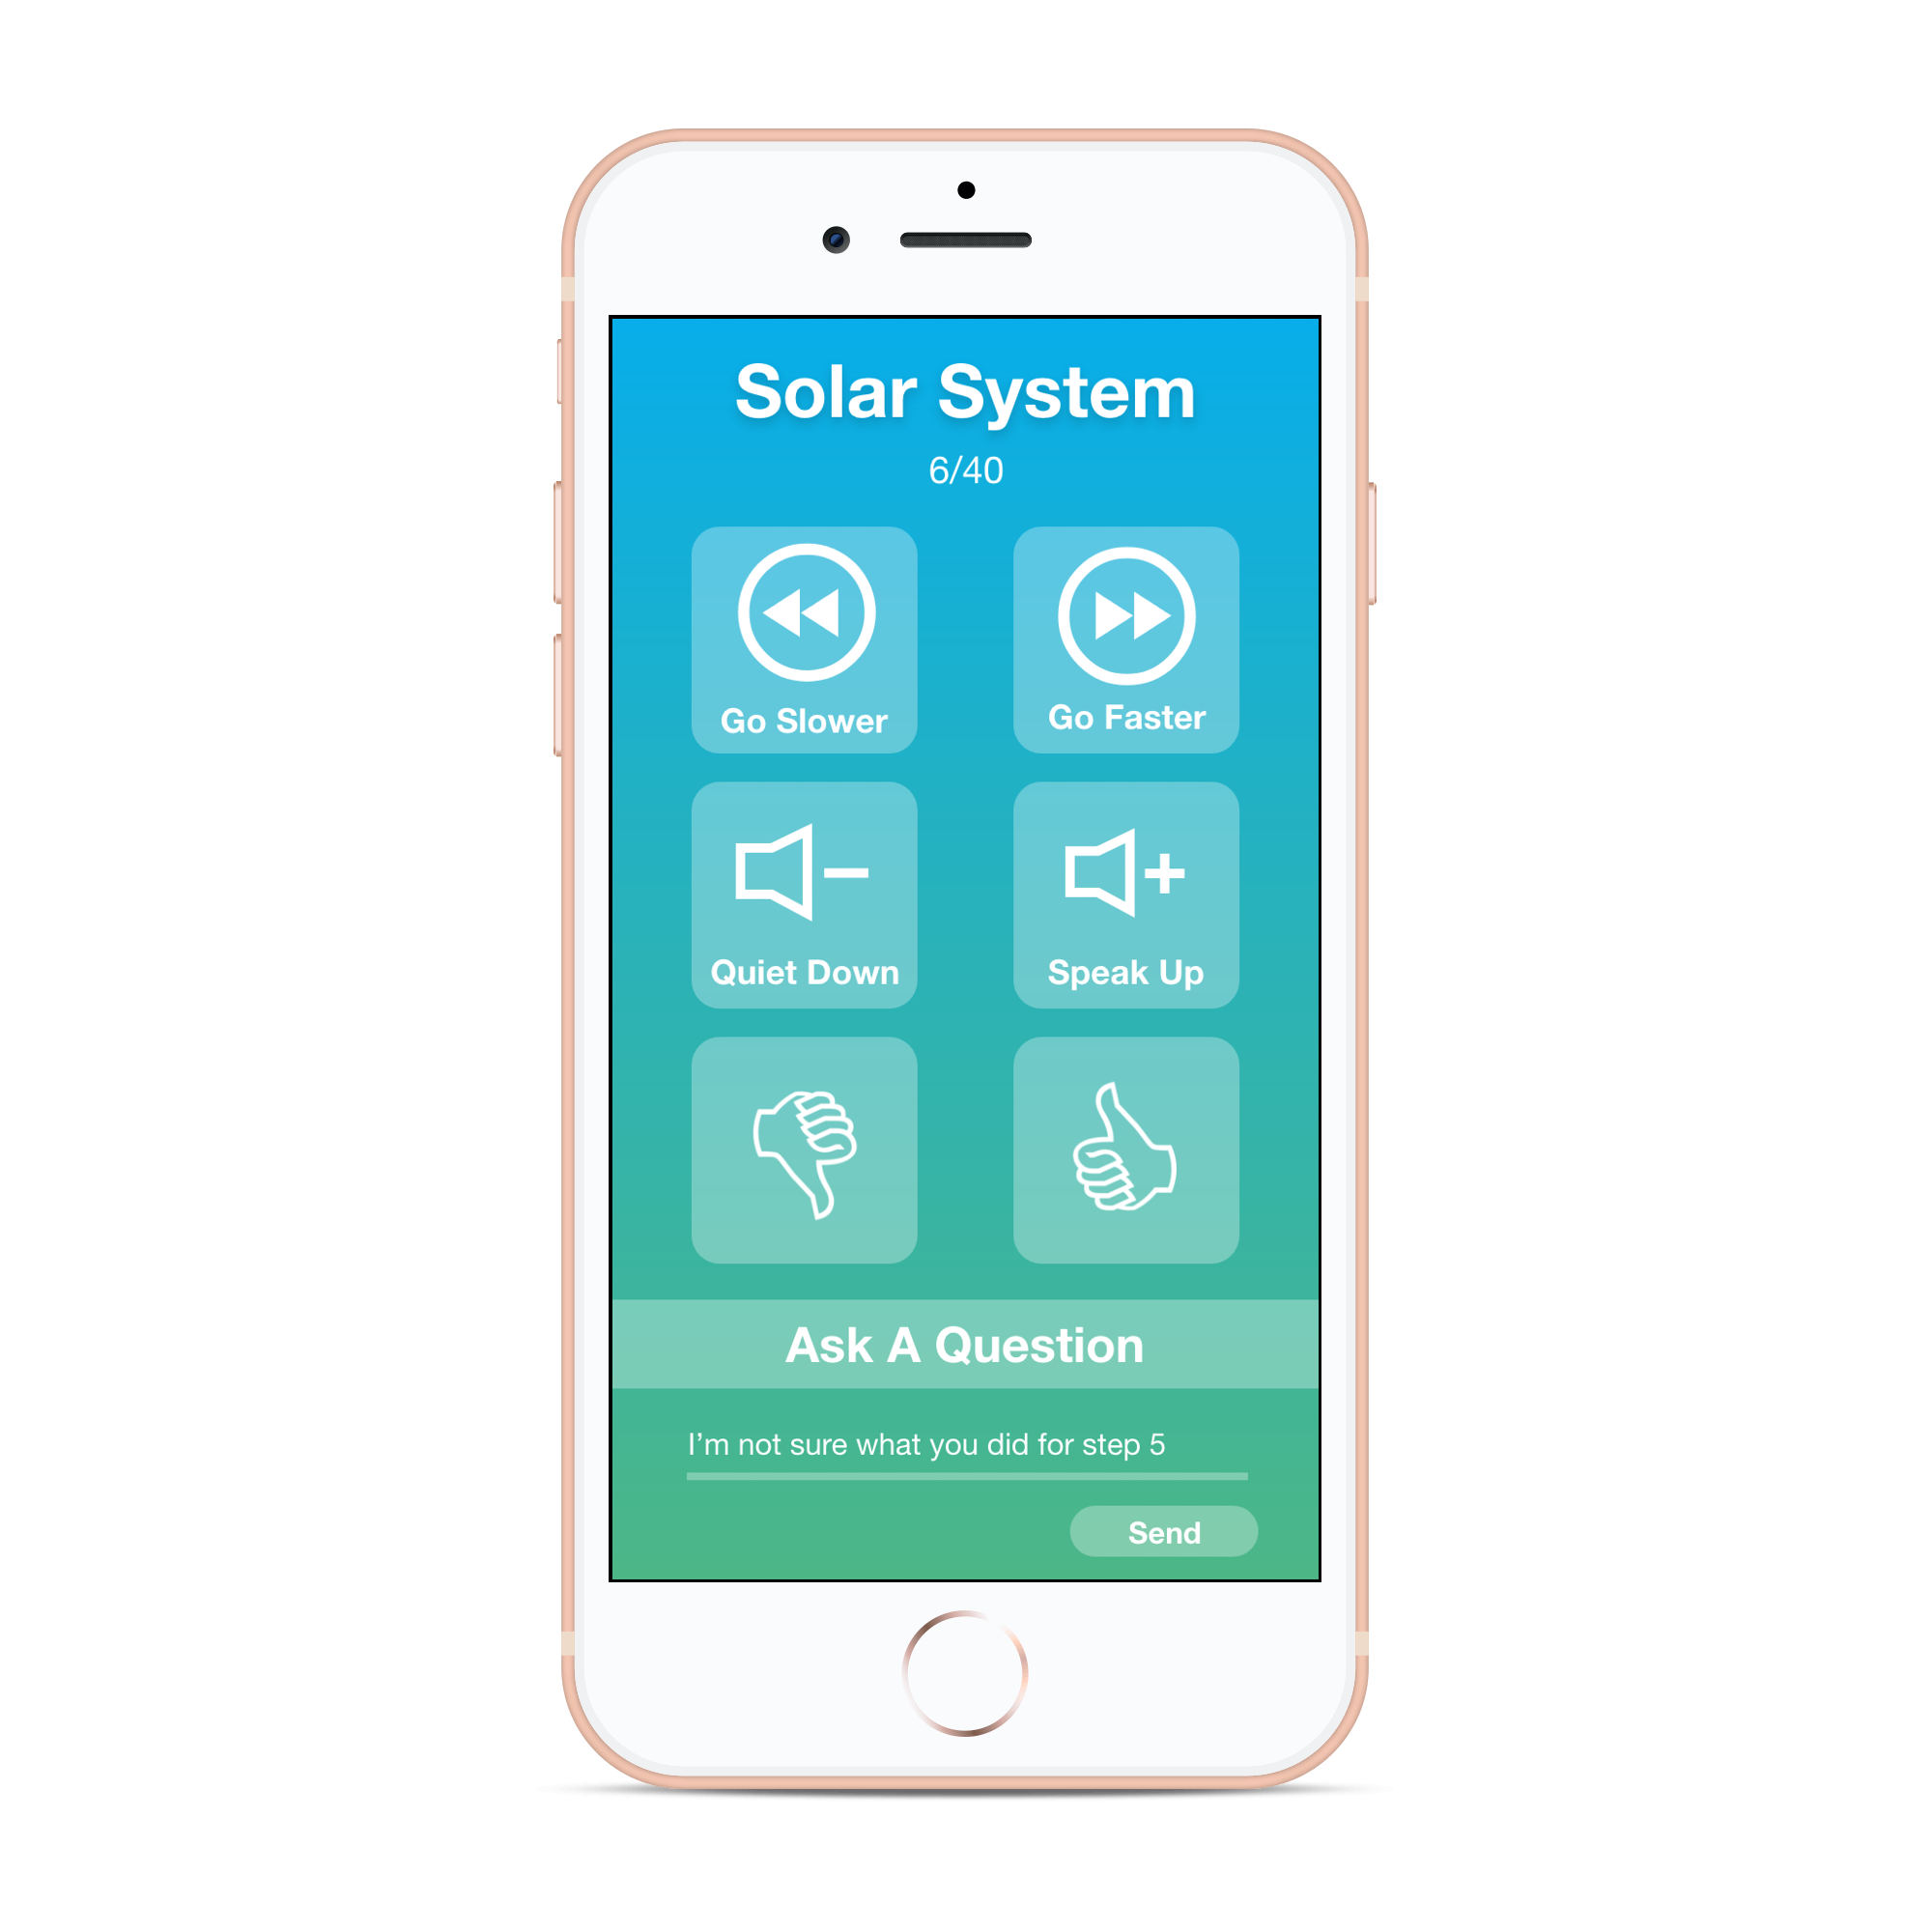 Solar System
6/40
Go Slower
Go Faster
Quiet Down
Speak Up
Ask A Question
I’m not sure what you did for step 5
Send